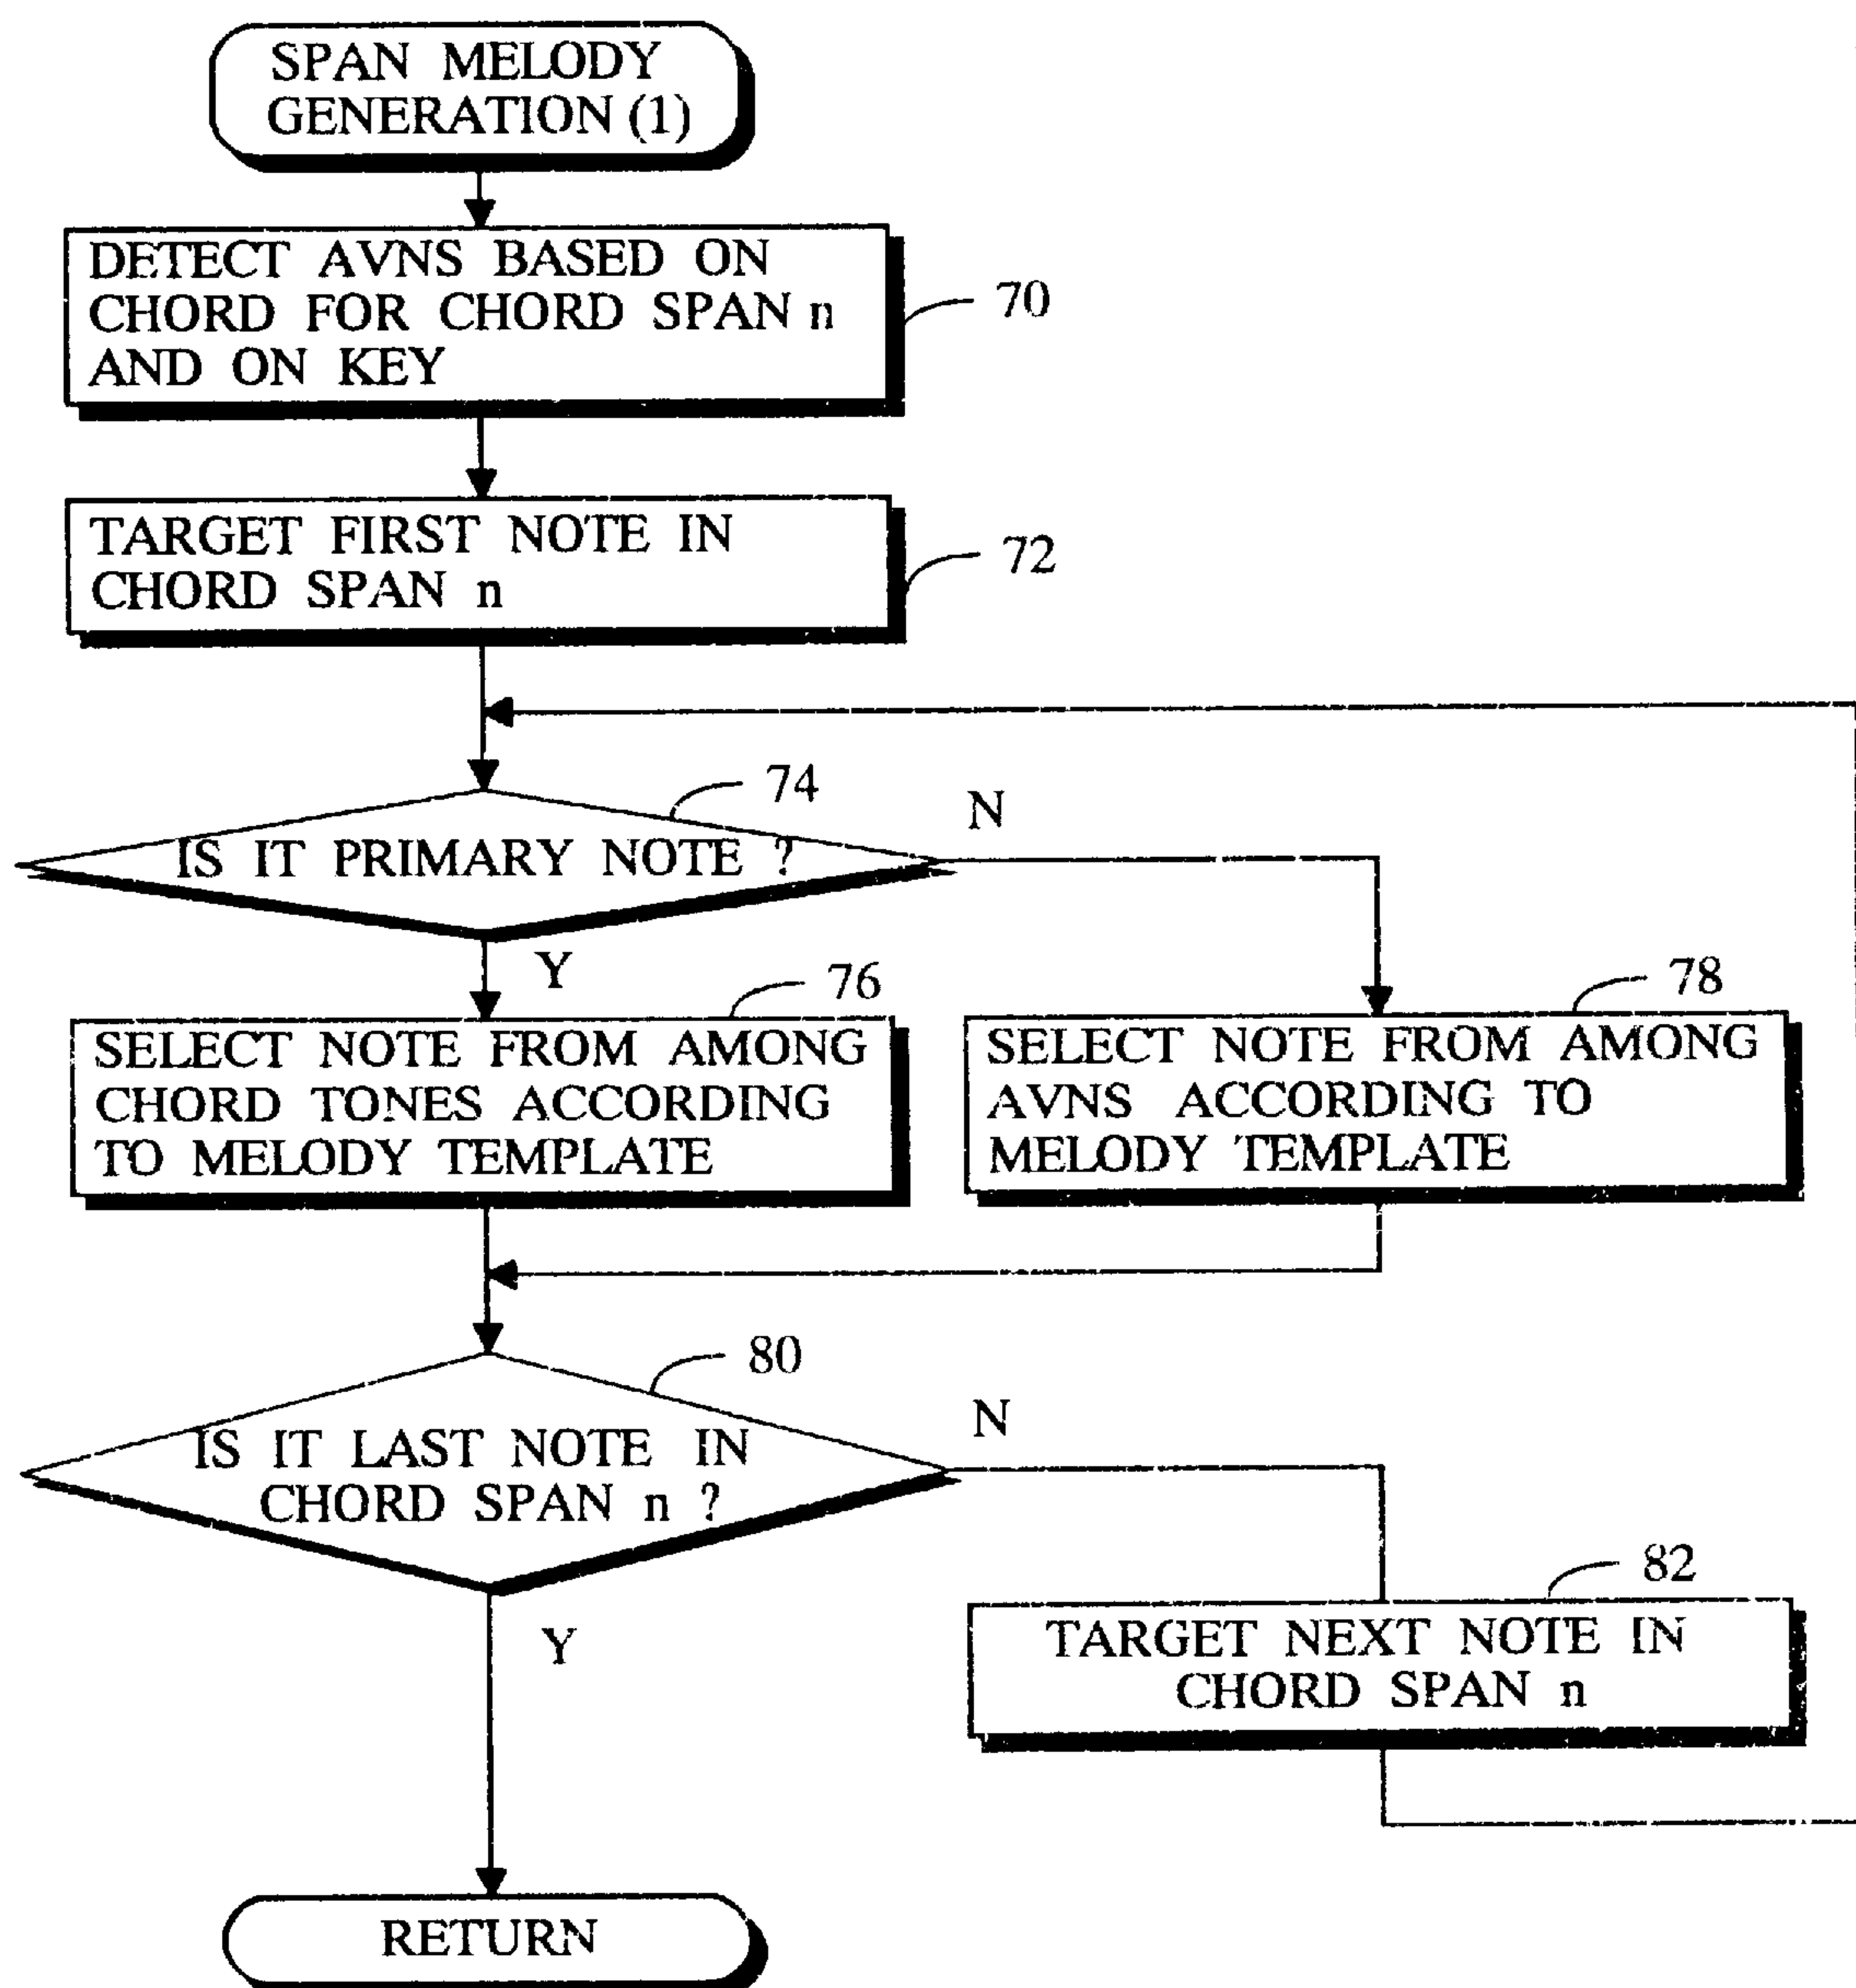 SPAN MELODY
GENERATION (1)
DETECT AVNS BASED ON
CHORD FOR CHORD SPAN n
AND ON KEY
70
TARGET FIRST NOTE IN
CHORD SPAN n
72
74
N
IS IT PRIMARY NOTE ?
Y
76
78
SELECT NOTE FROM AMONG
CHORD TONES ACCORDING
TO MELODY TEMPLATE
SELECT NOTE FROM AMONG
AVNS ACCORDING TO
MELODY TEMPLATE
80
N
IS IT LAST NOTE IN
CHORD SPAN n ?
82
Y
TARGET NEXT NOTE IN
CHORD SPAN n
RETURN